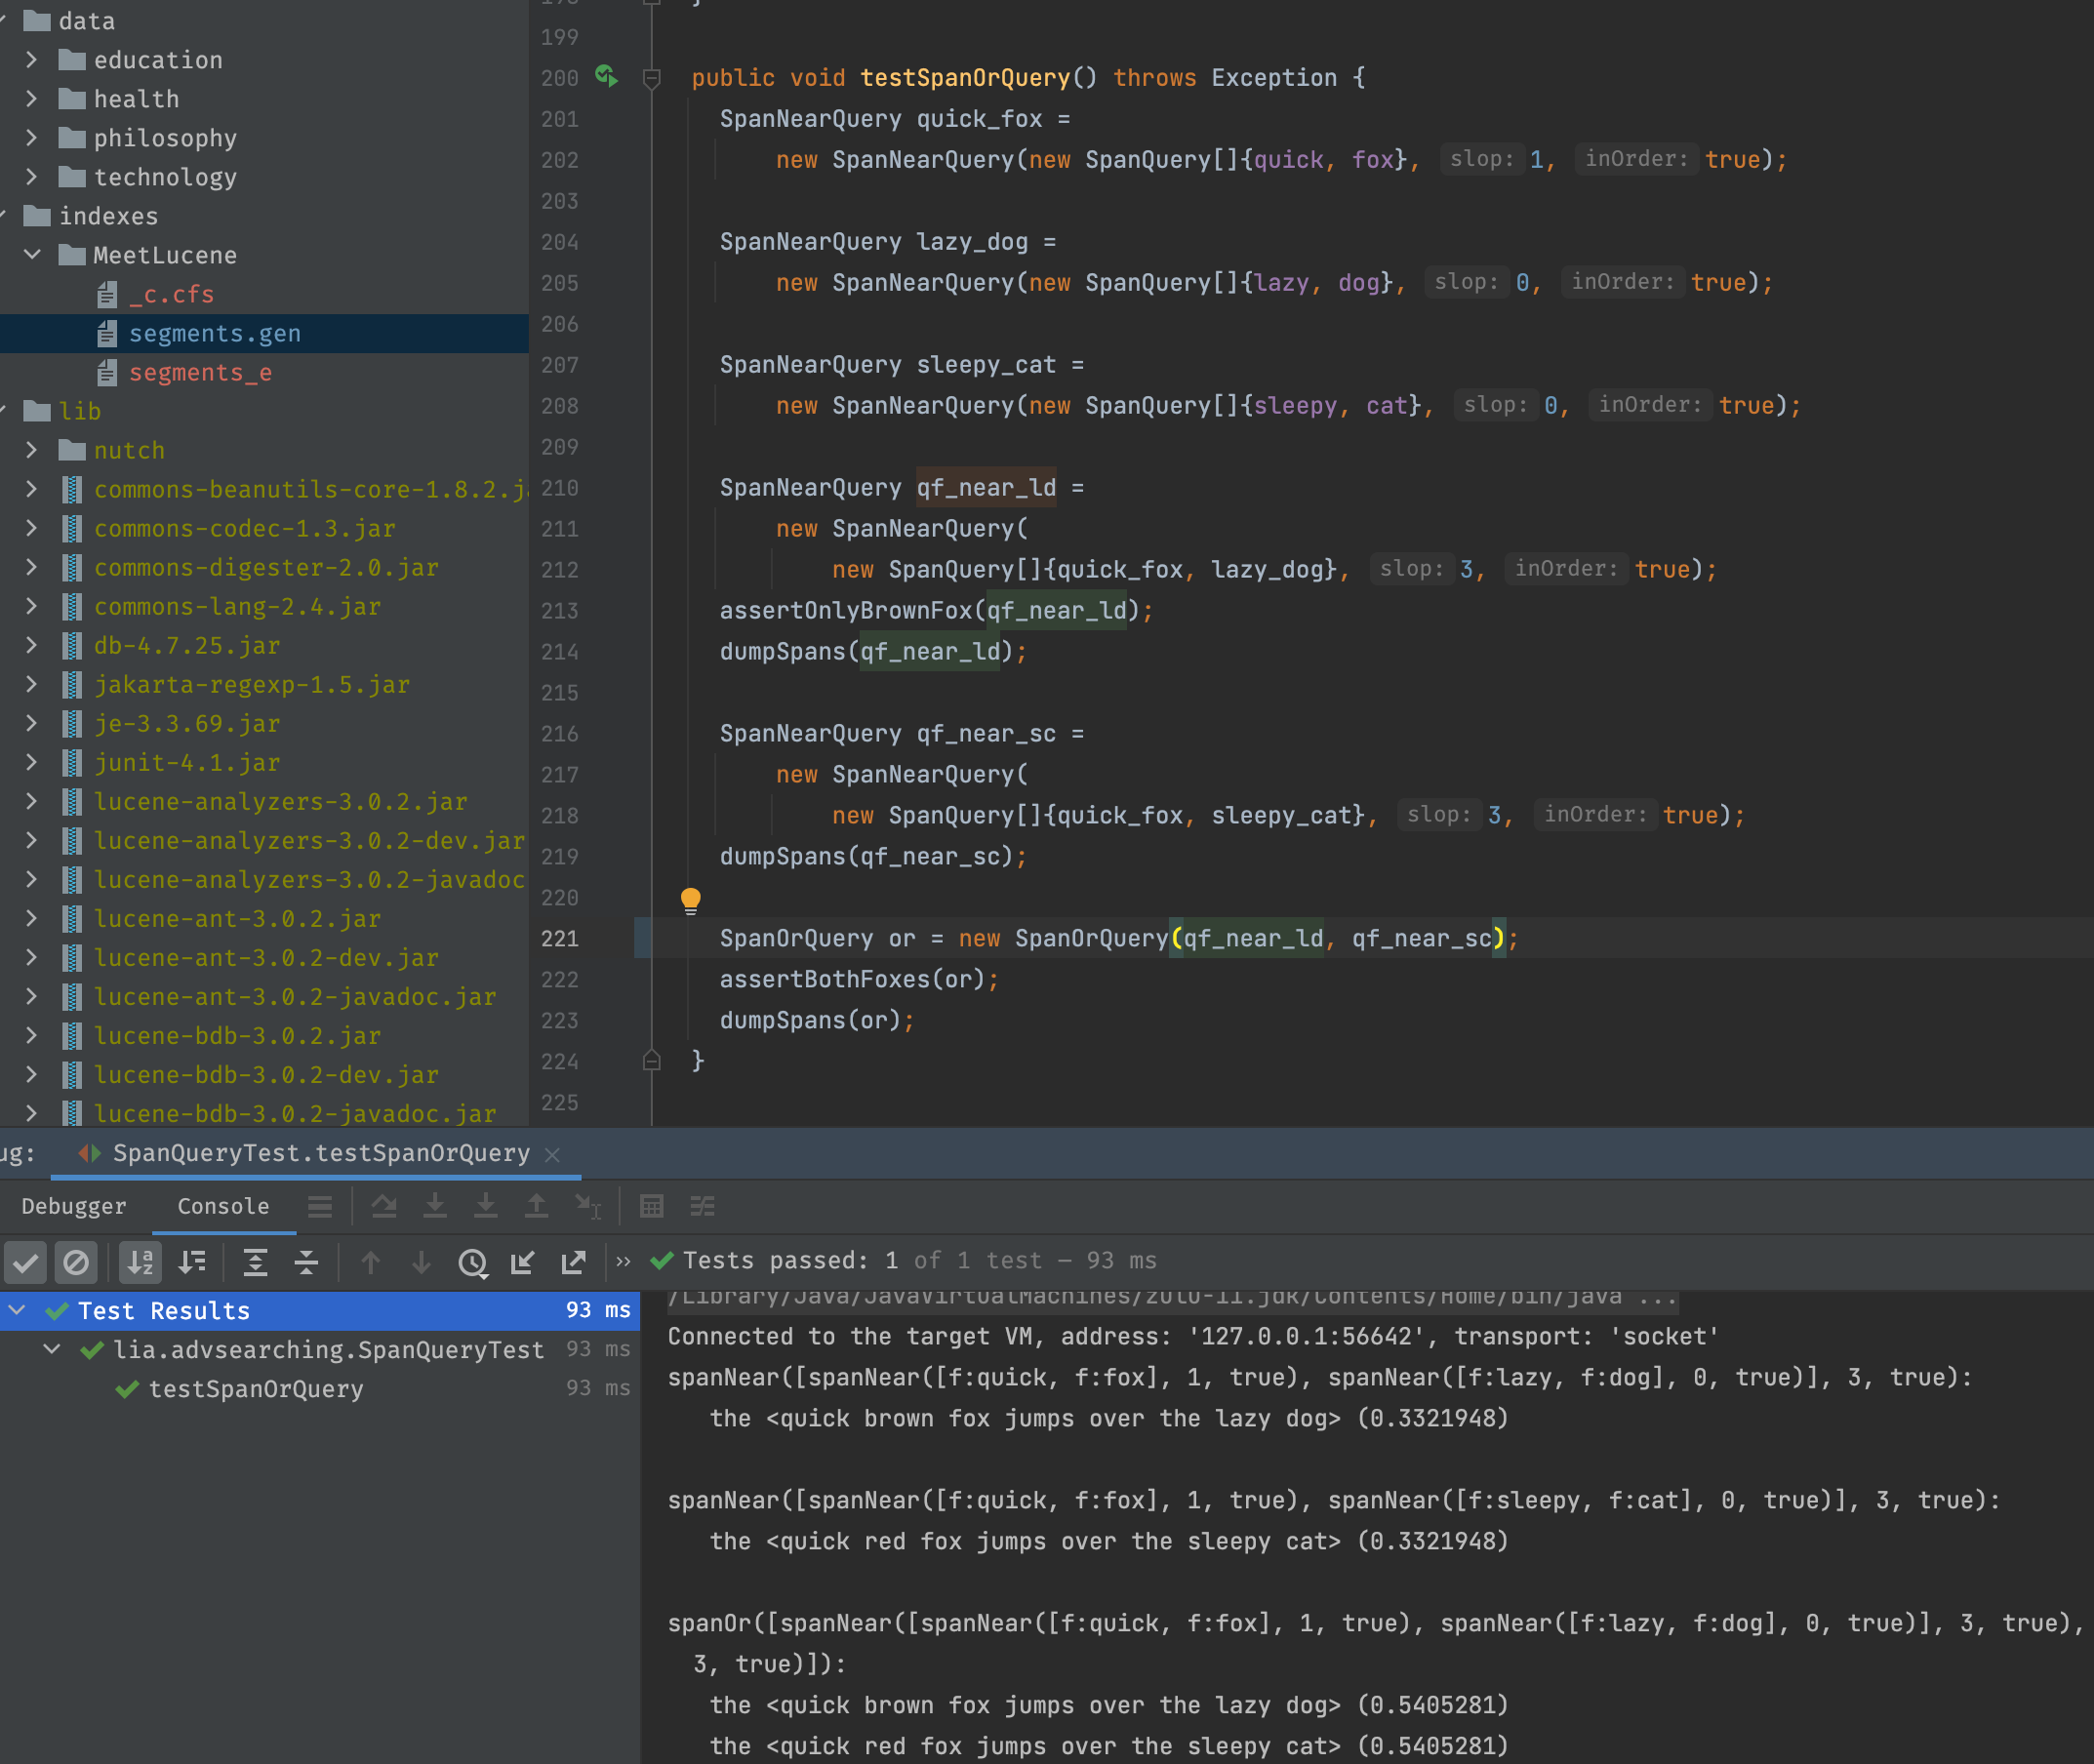 data
education
health
philosophy
technology
indexes
MeetLucene
_c.cfs
segments.gen
segments_e
lib
nutch
commons-beanutils-core-1.8.2.ja
commons-codec-1.3.jar
commons-digester-2.0.jar
commons-lang-2.4.jar
db-4.7.25.jar
jakarta-regexp-1.5.jar
je-3.3.69.jar
junit-4.1.jar
lucene-analyzers-3.0.2.jar
lucene-analyzers-3.0.2-dev.jar
lucene-analyzers-3.0.2-javadoc
lucene-ant-3.0.2.jar
lucene-ant-3.0.2-dev.jar
lucene-ant-3.0.2-javadoc.jar
lucene-bdb-3.0.2.jar
lucene-bdb-3.0.2-dev.jar
lucene-bdb-3.0.2-javadoc.jar
198 }
199
200 public void testSpanOrQuery() throws Exception {
201 SpanNearQuery quick_fox =
202 new SpanNearQuery(new SpanQuery[]{quick, fox}, slop: 1, inOrder: true);
203
204 SpanNearQuery lazy_dog =
205 new SpanNearQuery(new SpanQuery[]{lazy, dog}, slop: 0, inOrder: true);
206
207 SpanNearQuery sleepy_cat =
208 new SpanNearQuery(new SpanQuery[]{sleepy, cat}, slop: 0, inOrder: true);
209
210 SpanNearQuery qf_near_ld =
211 new SpanNearQuery(
212 new SpanQuery[]{quick_fox, lazy_dog}, slop: 3, inOrder: true);
213 assertOnlyBrownFox(qf_near_ld);
214 dumpSpans(qf_near_ld);
215
216 SpanNearQuery qf_near_sc =
217 new SpanNearQuery(
218 new SpanQuery[]{quick_fox, sleepy_cat}, slop: 3, inOrder: true);
219 dumpSpans(qf_near_sc);
220
221 SpanOrQuery or = new SpanOrQuery(qf_near_ld, qf_near_sc);
222 assertBothFoxes(or);
223 dumpSpans(or);
224 }
225
ug: SpanQueryTest.testSpanOrQuery
Debugger Console
Tests passed: 1 of 1 test – 93 ms
Test Results 93 ms
lia.advsearching.SpanQueryTest 93 ms
testSpanOrQuery 93 ms
/Library/Java/JavaVirtualMachines/zulu-11.jdk/Contents/Home/bin/java ...
Connected to the target VM, address: '127.0.0.1:56642', transport: 'socket'
spanNear([spanNear([f:quick, f:fox], 1, true), spanNear([f:lazy, f:dog], 0, true)], 3, true):
the <quick brown fox jumps over the lazy dog> (0.3321948)
spanNear([spanNear([f:quick, f:fox], 1, true), spanNear([f:sleepy, f:cat], 0, true)], 3, true):
the <quick red fox jumps over the sleepy cat> (0.3321948)
spanOr([spanNear([spanNear([f:quick, f:fox], 1, true), spanNear([f:lazy, f:dog], 0, true)], 3, true),
3, true)]):
the <quick brown fox jumps over the lazy dog> (0.5405281)
the <quick red fox jumps over the sleepy cat> (0.5405281)